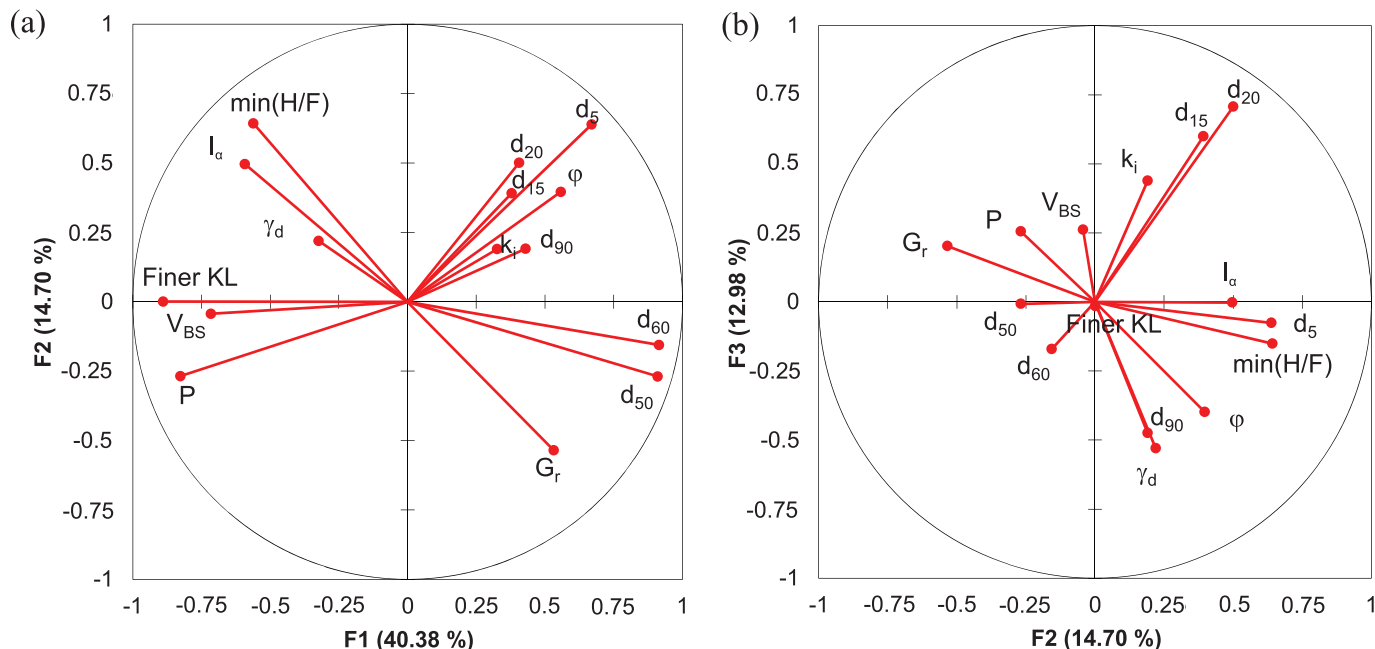 (a)
1
0.75
0.5
0.25
0
-0.25
-0.5
-0.75
-1
F2 (14.70 %)
min(H/F)
Iα
γd
Finer KL
VBS
P
d5
d20
d15
φ
ki
d90
d60
d50
Gr
-1 -0.75 -0.5 -0.25 0 0.25 0.5 0.75 1
F1 (40.38 %)
(b)
1
0.75
0.5
0.25
0
-0.25
-0.5
-0.75
-1
F3 (12.98 %)
d20
d15
ki
VBS
P
Gr
Iα
d50
Finer KL
d5
d60
min(H/F)
d90
φ
γd
-1 -0.75 -0.5 -0.25 0 0.25 0.5 0.75 1
F2 (14.70 %)